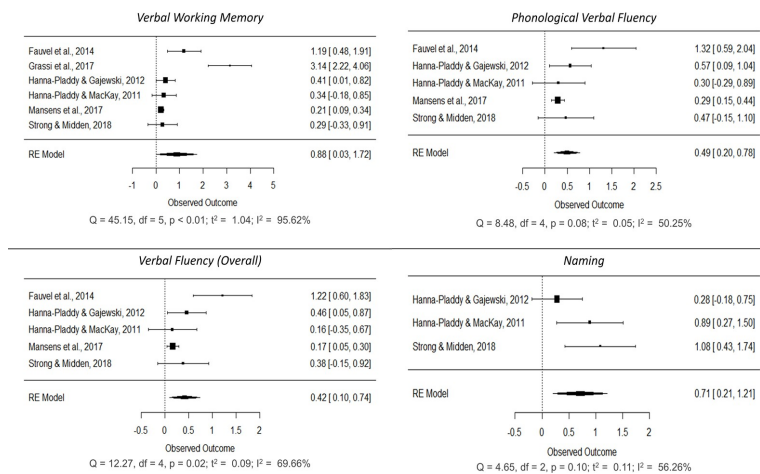 Verbal Working Memory
Fauvel et al., 2014 1.19 [ 0.48, 1.91]
Grassi et al., 2017 3.14 [ 2.22, 4.06]
Hanna-Pladdy & Gajewski, 2012 0.41 [ 0.01, 0.82]
Hanna-Pladdy & MacKay, 2011 0.34 [-0.18, 0.85]
Mansens et al., 2017 0.21 [ 0.09, 0.34]
Strong & Midden, 2018 0.29 [-0.33, 0.91]
RE Model 0.88 [ 0.03, 1.72]
-1 0 1 2 3 4 5
Observed Outcome
Q = 45.15, df = 5, p < 0.01; t² = 1.04; I² = 95.62%
Phonological Verbal Fluency
Fauvel et al., 2014 1.32 [ 0.59, 2.04]
Hanna-Pladdy & Gajewski, 2012 0.57 [ 0.09, 1.04]
Hanna-Pladdy & MacKay, 2011 0.30 [-0.29, 0.89]
Mansens et al., 2017 0.29 [ 0.15, 0.44]
Strong & Midden, 2018 0.47 [-0.15, 1.10]
RE Model 0.49 [ 0.20, 0.78]
-0.5 0 0.5 1 1.5 2 2.5
Observed Outcome
Q = 8.48, df = 4, p = 0.08; t² = 0.05; I² = 50.25%
Verbal Fluency (Overall)
Fauvel et al., 2014 1.22 [ 0.60, 1.83]
Hanna-Pladdy & Gajewski, 2012 0.46 [ 0.05, 0.87]
Hanna-Pladdy & MacKay, 2011 0.16 [-0.35, 0.67]
Mansens et al., 2017 0.17 [ 0.05, 0.30]
Strong & Midden, 2018 0.38 [-0.15, 0.92]
RE Model 0.42 [ 0.10, 0.74]
-0.5 0 0.5 1 1.5 2
Observed Outcome
Q = 12.27, df = 4, p = 0.02; t² = 0.09; I² = 69.66%
Naming
Hanna-Pladdy & Gajewski, 2012 0.28 [-0.18, 0.75]
Hanna-Pladdy & MacKay, 2011 0.89 [ 0.27, 1.50]
Strong & Midden, 2018 1.08 [ 0.43, 1.74]
RE Model 0.71 [ 0.21, 1.21]
-0.5 0 0.5 1 1.5 2
Observed Outcome
Q = 4.65, df = 2, p = 0.10; t² = 0.11; I² = 56.26%